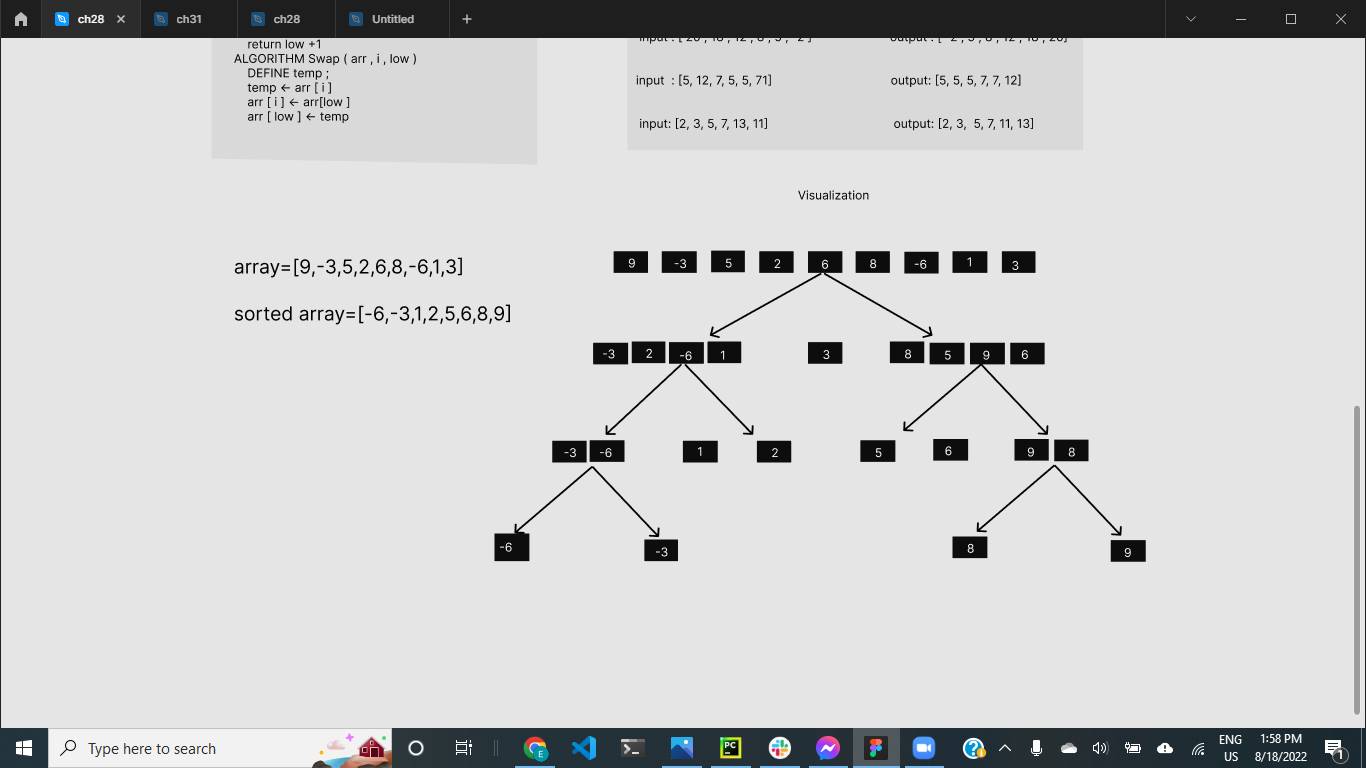 ch28
ch31
ch28
Untitled
return low +1
ALGORITHM Swap ( arr , i , low )
DEFINE temp ;
temp ← arr [ i ]
arr [ i ] ← arr[low ]
arr [ low ] ← temp
input : [5, 12, 7, 5, 5, 71] output: [5, 5, 5, 7, 7, 12]
input: [2, 3, 5, 7, 13, 11] output: [2, 3, 5, 7, 11, 13]
Visualization
array=[9,-3,5,2,6,8,-6,1,3]
sorted array=[-6,-3,1,2,5,6,8,9]
9 -3 5 2 6 8 -6 1 3
-3 2 -6 1 3 8 5 9 6
-3 -6 1 2 5 6 9 8
-6 -3 8 9
Type here to search
E
PC
ENG
US
1:58 PM
8/18/2022
1